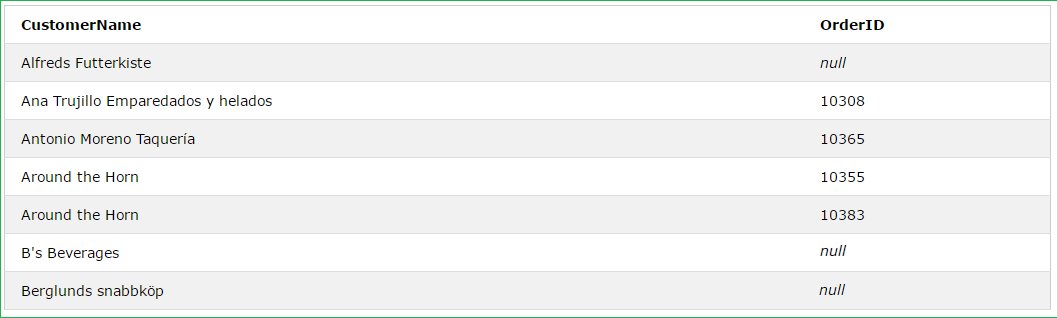 CustomerName OrderID
Alfreds Futterkiste null
Ana Trujillo Emparedados y helados 10308
Antonio Moreno Taquería 10365
Around the Horn 10355
Around the Horn 10383
B's Beverages null
Berglunds snabbköp null